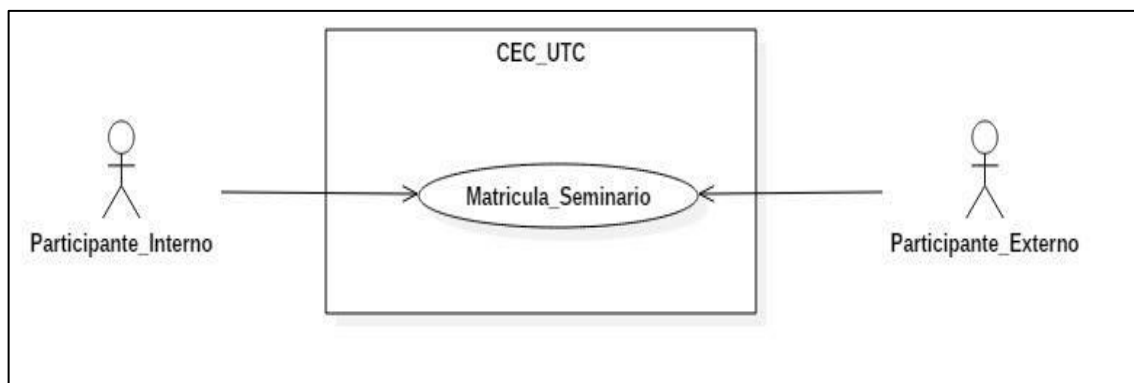 CEC_UTC
Matricula_Seminario
Participante_Interno
Participante_Externo